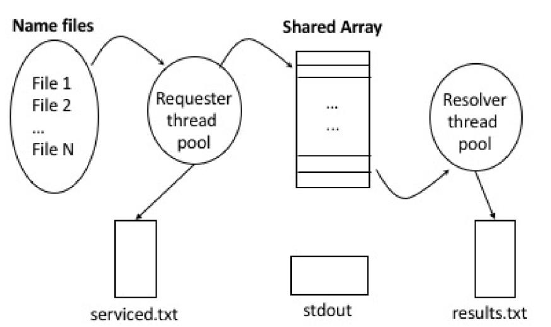 Name files
File 1
File 2
...
File N
Requester
thread
pool
Shared Array
...
...
Resolver
thread
pool
serviced.txt
stdout
results.txt